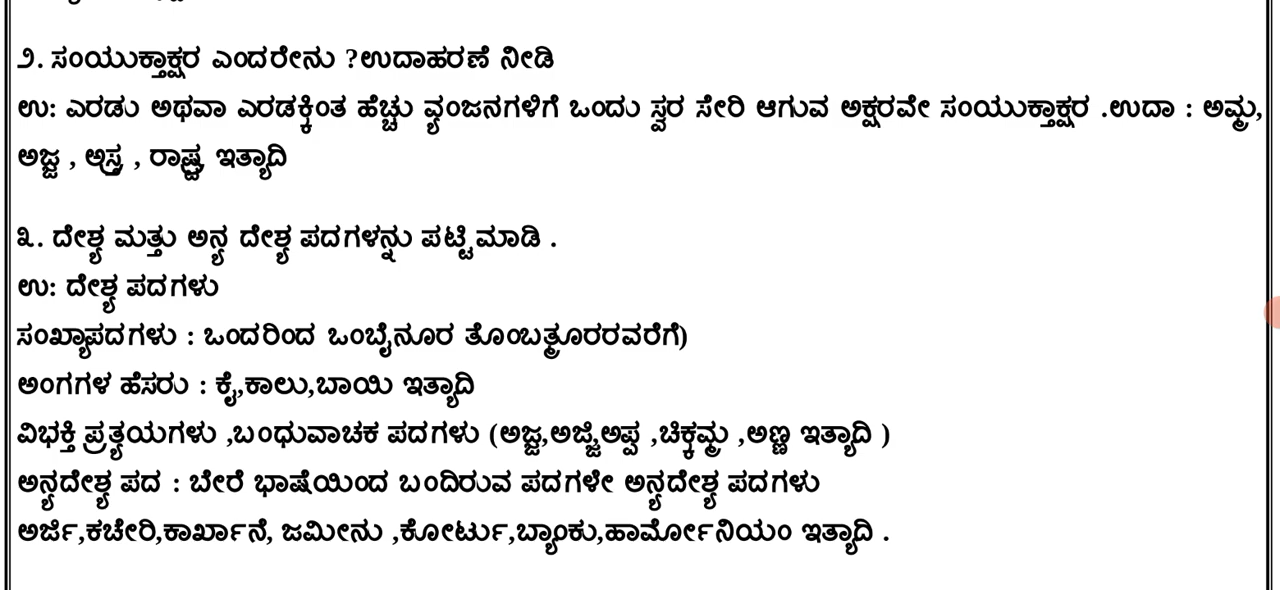 ೨. ಸಂಯುಕ್ತಾಕ್ಷರ ಎಂದರೇನು ?ಉದಾಹರಣೆ ನೀಡಿ
ಉ: ಎರಡು ಅಥವಾ ಎರಡಕ್ಕಿಂತ ಹೆಚ್ಚು ವ್ಯಂಜನಗಳಿಗೆ ಒಂದು ಸ್ವರ ಸೇರಿ ಆಗುವ ಅಕ್ಷರವೇ ಸಂಯುಕ್ತಾಕ್ಷರ .ಉದಾ : ಅಮ್ಮ,
ಅಜ್ಜ , ಅಸ್ತ್ರ , ರಾಷ್ಟ್ರ ಇತ್ಯಾದಿ
೩. ದೇಶ್ಯ ಮತ್ತು ಅನ್ಯ ದೇಶ್ಯ ಪದಗಳನ್ನು ಪಟ್ಟಿಮಾಡಿ .
ಉ: ದೇಶ್ಯ ಪದಗಳು
ಸಂಖ್ಯಾಪದಗಳು : ಒಂದರಿಂದ ಒಂಬೈನೂರ ತೊಂಬತ್ತೂರರವರೆಗೆ)
ಅಂಗಗಳ ಹೆಸರು : ಕೈ,ಕಾಲು,ಬಾಯಿ ಇತ್ಯಾದಿ
ವಿಭಕ್ತಿ ಪ್ರತ್ಯಯಗಳು ,ಬಂಧುವಾಚಕ ಪದಗಳು (ಅಜ್ಜ,ಅಜ್ಜಿ,ಅಪ್ಪ ,ಚಿಕ್ಕಮ್ಮ ,ಅಣ್ಣ ಇತ್ಯಾದಿ )
ಅನ್ಯದೇಶ್ಯ ಪದ : ಬೇರೆ ಭಾಷೆಯಿಂದ ಬಂದಿರುವ ಪದಗಳೇ ಅನ್ಯದೇಶ್ಯ ಪದಗಳು
ಅರ್ಜಿ,ಕಚೇರಿ,ಕಾರ್ಖಾನೆ, ಜಮೀನು ,ಕೋರ್ಟು,ಬ್ಯಾಂಕು,ಹಾರ್ಮೋನಿಯಂ ಇತ್ಯಾದಿ .